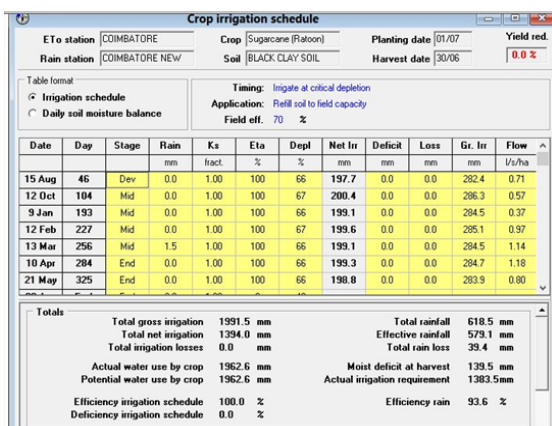 Crop irrigation schedule
ETo station COIMBATORE Crop Sugarcane (Ratoon) Planting date 01/07 Yield red.
Rain station COIMBATORE NEW Soil BLACK CLAY SOIL Harvest date 30/06 0.0 %
Table format
Irrigation schedule
Daily soil moisture balance
Timing: Irrigate at critical depletion
Application: Refill soil to field capacity
Field eff. 70 %
Date Day Stage Rain Ks Eta Depl Net Irr Deficit Loss Gr. Irr Flow
mm fract. % % mm mm mm mm l/s/ha
15 Aug 46 Dev 0.0 1.00 100 66 197.7 0.0 0.0 282.4 0.71
12 Oct 104 Mid 0.0 1.00 100 67 200.4 0.0 0.0 286.3 0.57
9 Jan 193 Mid 0.0 1.00 100 66 199.1 0.0 0.0 284.5 0.37
12 Feb 227 Mid 0.0 1.00 100 67 199.6 0.0 0.0 285.1 0.97
13 Mar 256 Mid 1.5 1.00 100 66 199.1 0.0 0.0 284.5 1.14
10 Apr 284 End 0.0 1.00 100 66 199.3 0.0 0.0 284.7 1.18
21 May 325 End 0.0 1.00 100 66 198.8 0.0 0.0 283.9 0.80
Totals
Total gross irrigation 1991.5 mm Total rainfall 618.5 mm
Total net irrigation 1394.0 mm Effective rainfall 579.1 mm
Total irrigation losses 0.0 mm Total rain loss 39.4 mm
Actual water use by crop 1962.6 mm Moist deficit at harvest 139.5 mm
Potential water use by crop 1962.6 mm Actual irrigation requirement 1383.5mm
Efficiency irrigation schedule 100.0 % Efficiency rain 93.6 %
Deficiency irrigation schedule 0.0 %